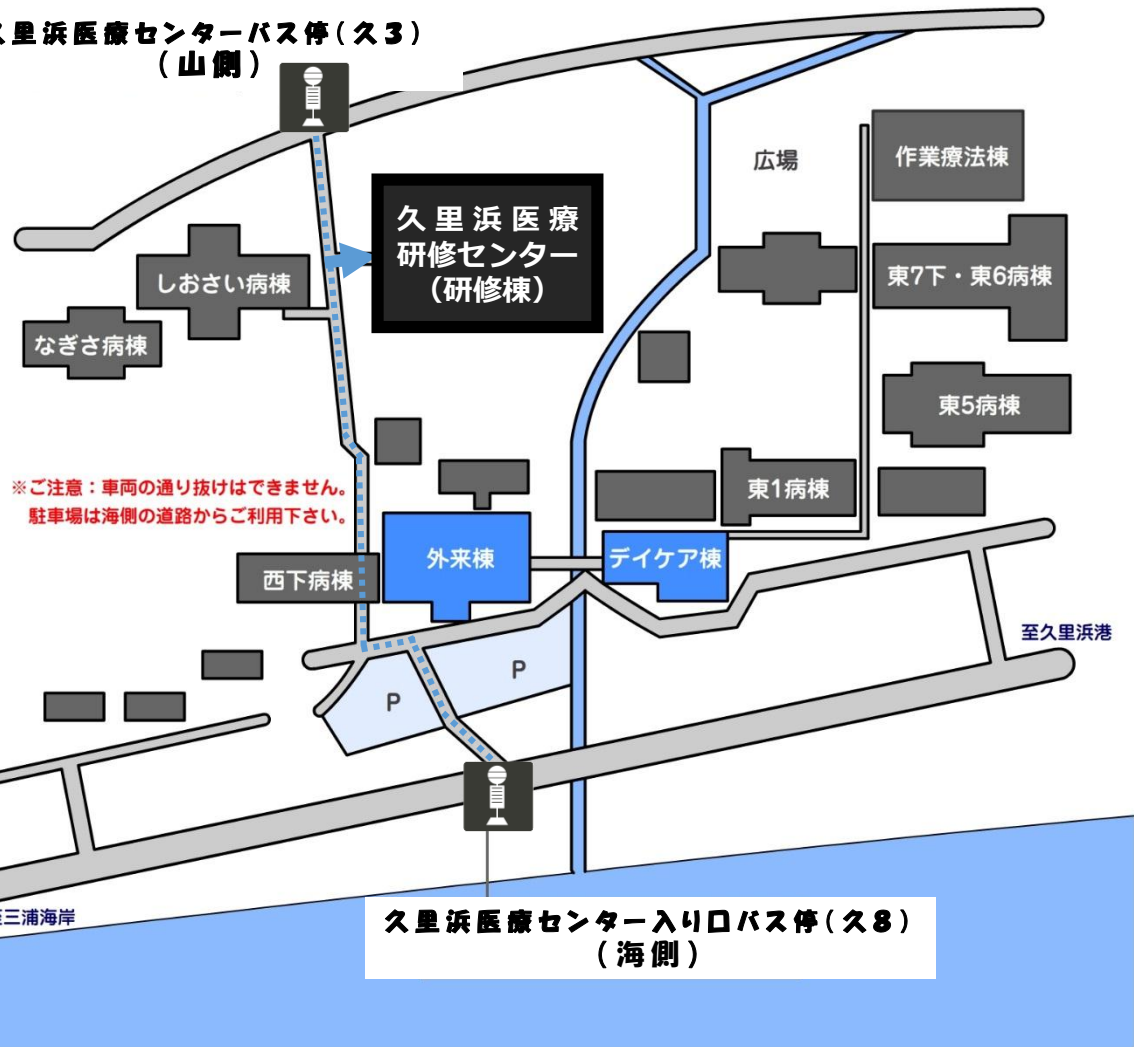 久里浜医療センターバス停(久3)
(山側)
広場
作業療法棟
久里浜医療
研修センター
(研修棟)
しおさい病棟
東7下・東6病棟
なぎさ病棟
東5病棟
※ご注意：車両の通り抜けはできません。
駐車場は海側の道路からご利用下さい。
東1病棟
外来棟
デイケア棟
西下病棟
至久里浜港
P
P
至三浦海岸
久里浜医療センター入り口バス停(久8)
(海側)